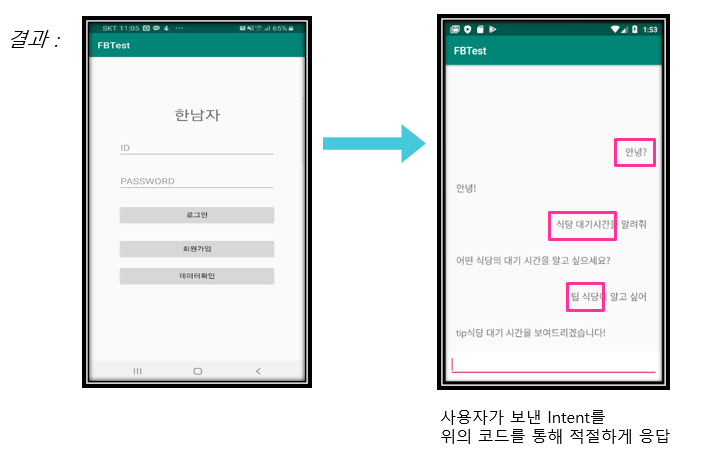 결과 :
SKT 11:05 ··· 65%
FBTest
한남자
ID
PASSWORD
로그인
회원가입
데이터확인
1:53
FBTest
안녕?
안녕!
식당 대기시간을 알려줘
어떤 식당의 대기 시간을 알고 싶으세요?
팁 식당이 알고 싶어
tip식당 대기 시간을 보여드리겠습니다!
사용자가 보낸 Intent를
위의 코드를 통해 적절하게 응답